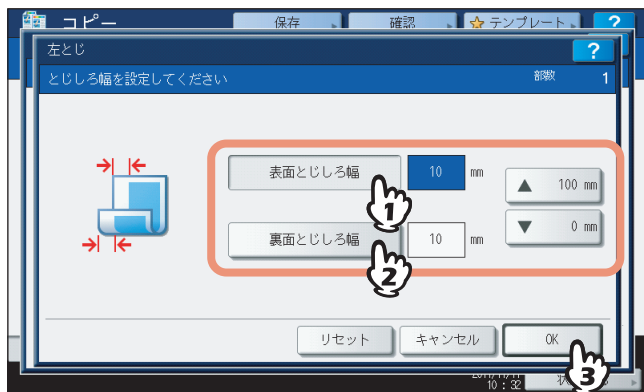 コピー 保存 確認 テンプレート ?
左とじ ?
とじしろ幅を設定してください 部数 1
表面とじしろ幅 10 mm ▲ 100 mm
1
裏面とじしろ幅 10 mm ▼ 0 mm
2
リセット キャンセル OK
3
10 : 32